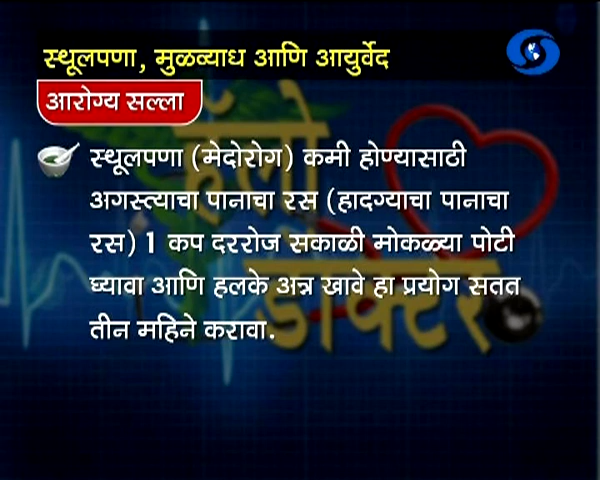 स्थूलपणा, मुळव्याध आणि आयुर्वेद
आरोग्य सल्ला
स्थूलपणा (मेदोरोग) कमी होण्यासाठी
अगस्त्याचा पानाचा रस (हादग्याचा पानाचा
रस) 1 कप दररोज सकाळी मोकळ्या पोटी
घ्यावा आणि हलके अन्न खावे हा प्रयोग सतत
तीन महिने करावा.
हॅलो
डॉक्टर